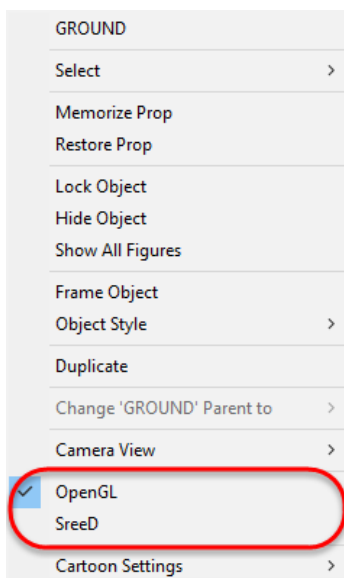 GROUND
Select
Memorize Prop
Restore Prop
Lock Object
Hide Object
Show All Figures
Frame Object
Object Style
Duplicate
Change 'GROUND' Parent to
Camera View
OpenGL
SreeD
Cartoon Settings